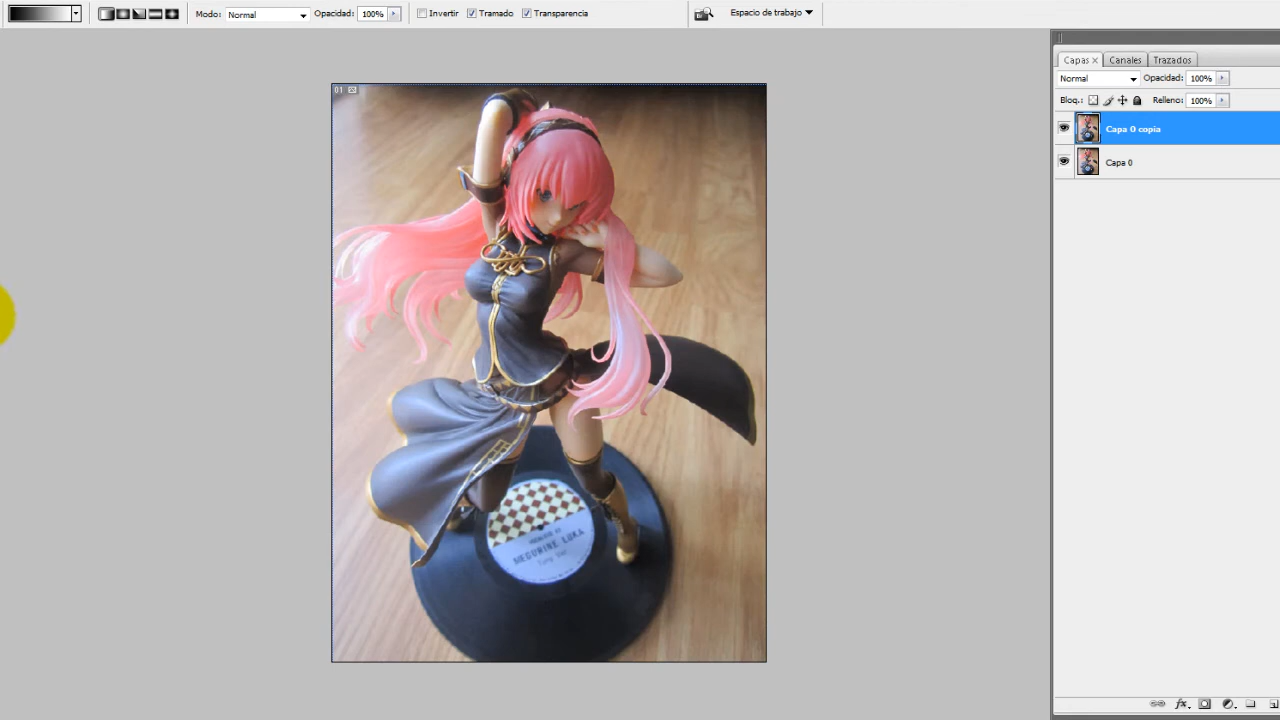 Modo: Normal Opacidad: 100% Invertir Tramado Transparencia Espacio de trabajo
Capas Canales Trazados
Normal Opacidad: 100%
Bloq.: Relleno: 100%
01
Capa 0 copia
Capa 0
MEGURINE LUKA
fx